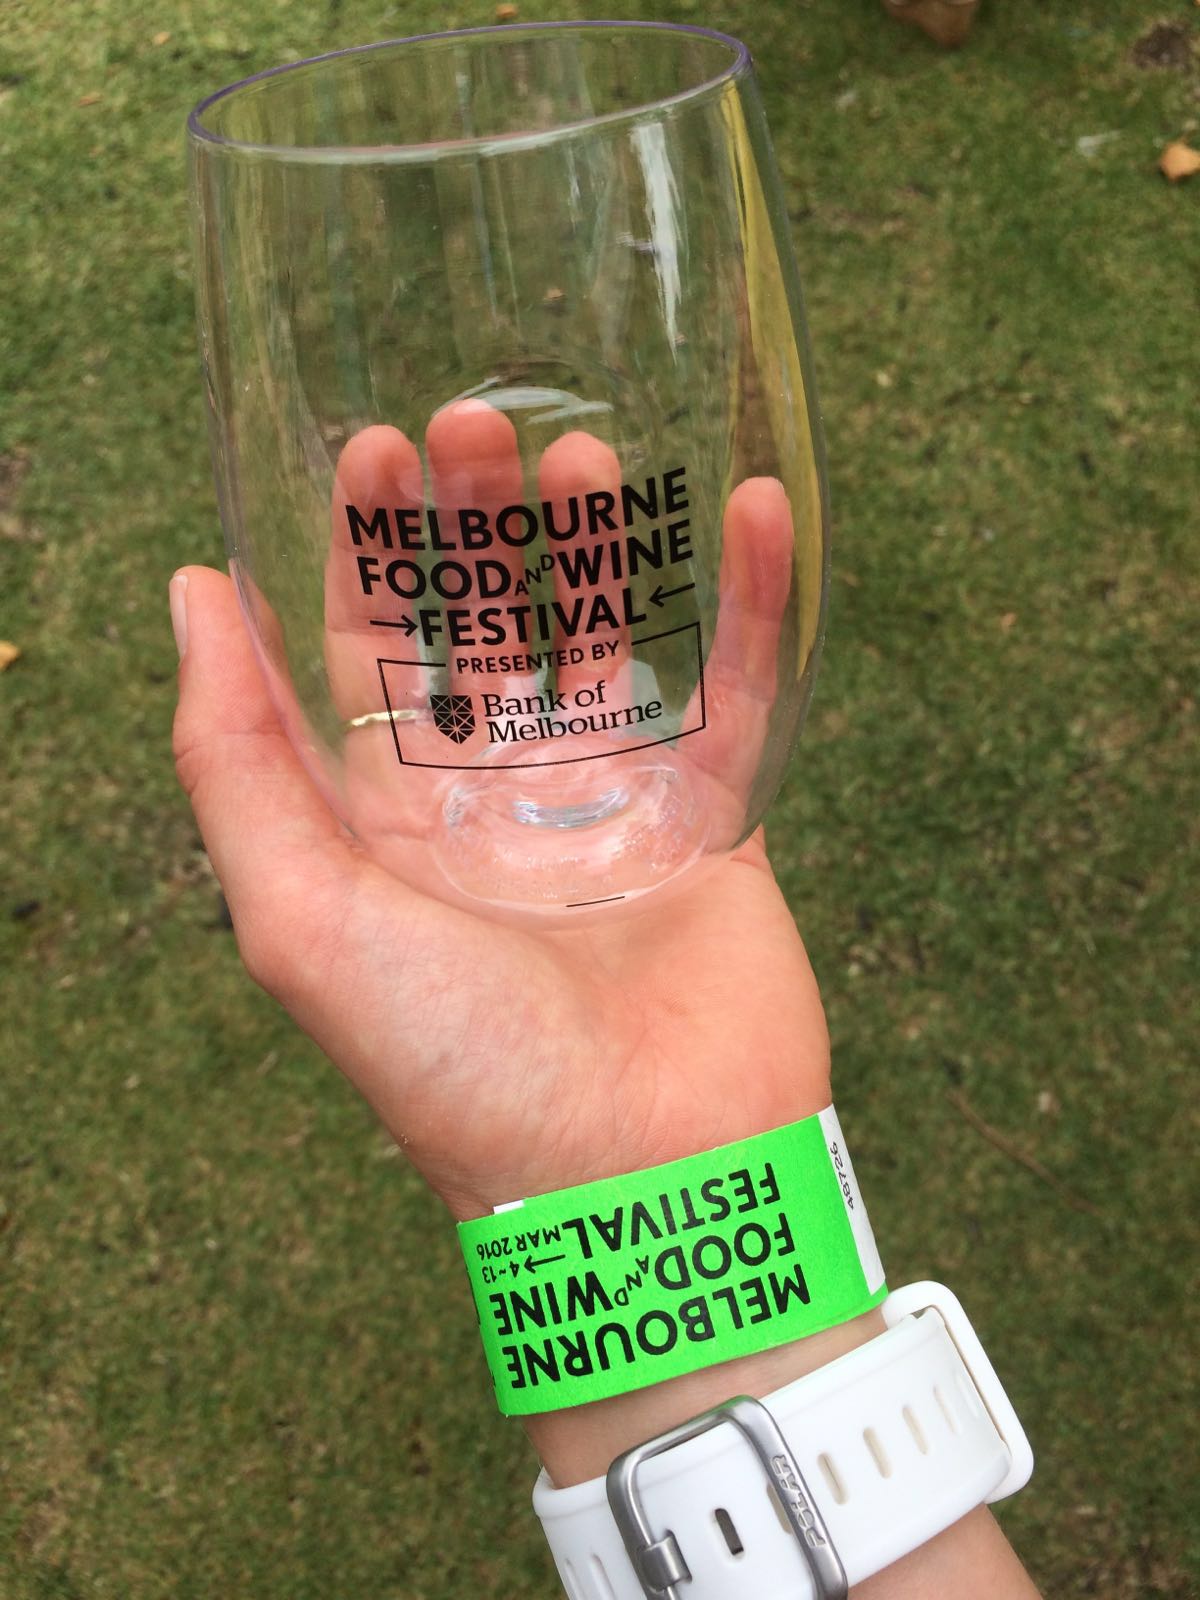 MELBOURNE
FOOD AND WINE
→FESTIVAL←
PRESENTED BY
Bank of
Melbourne
MELBOURNE
FOOD AND WINE
FESTIVAL → 4~13
MAR 2016
48726
POLAR